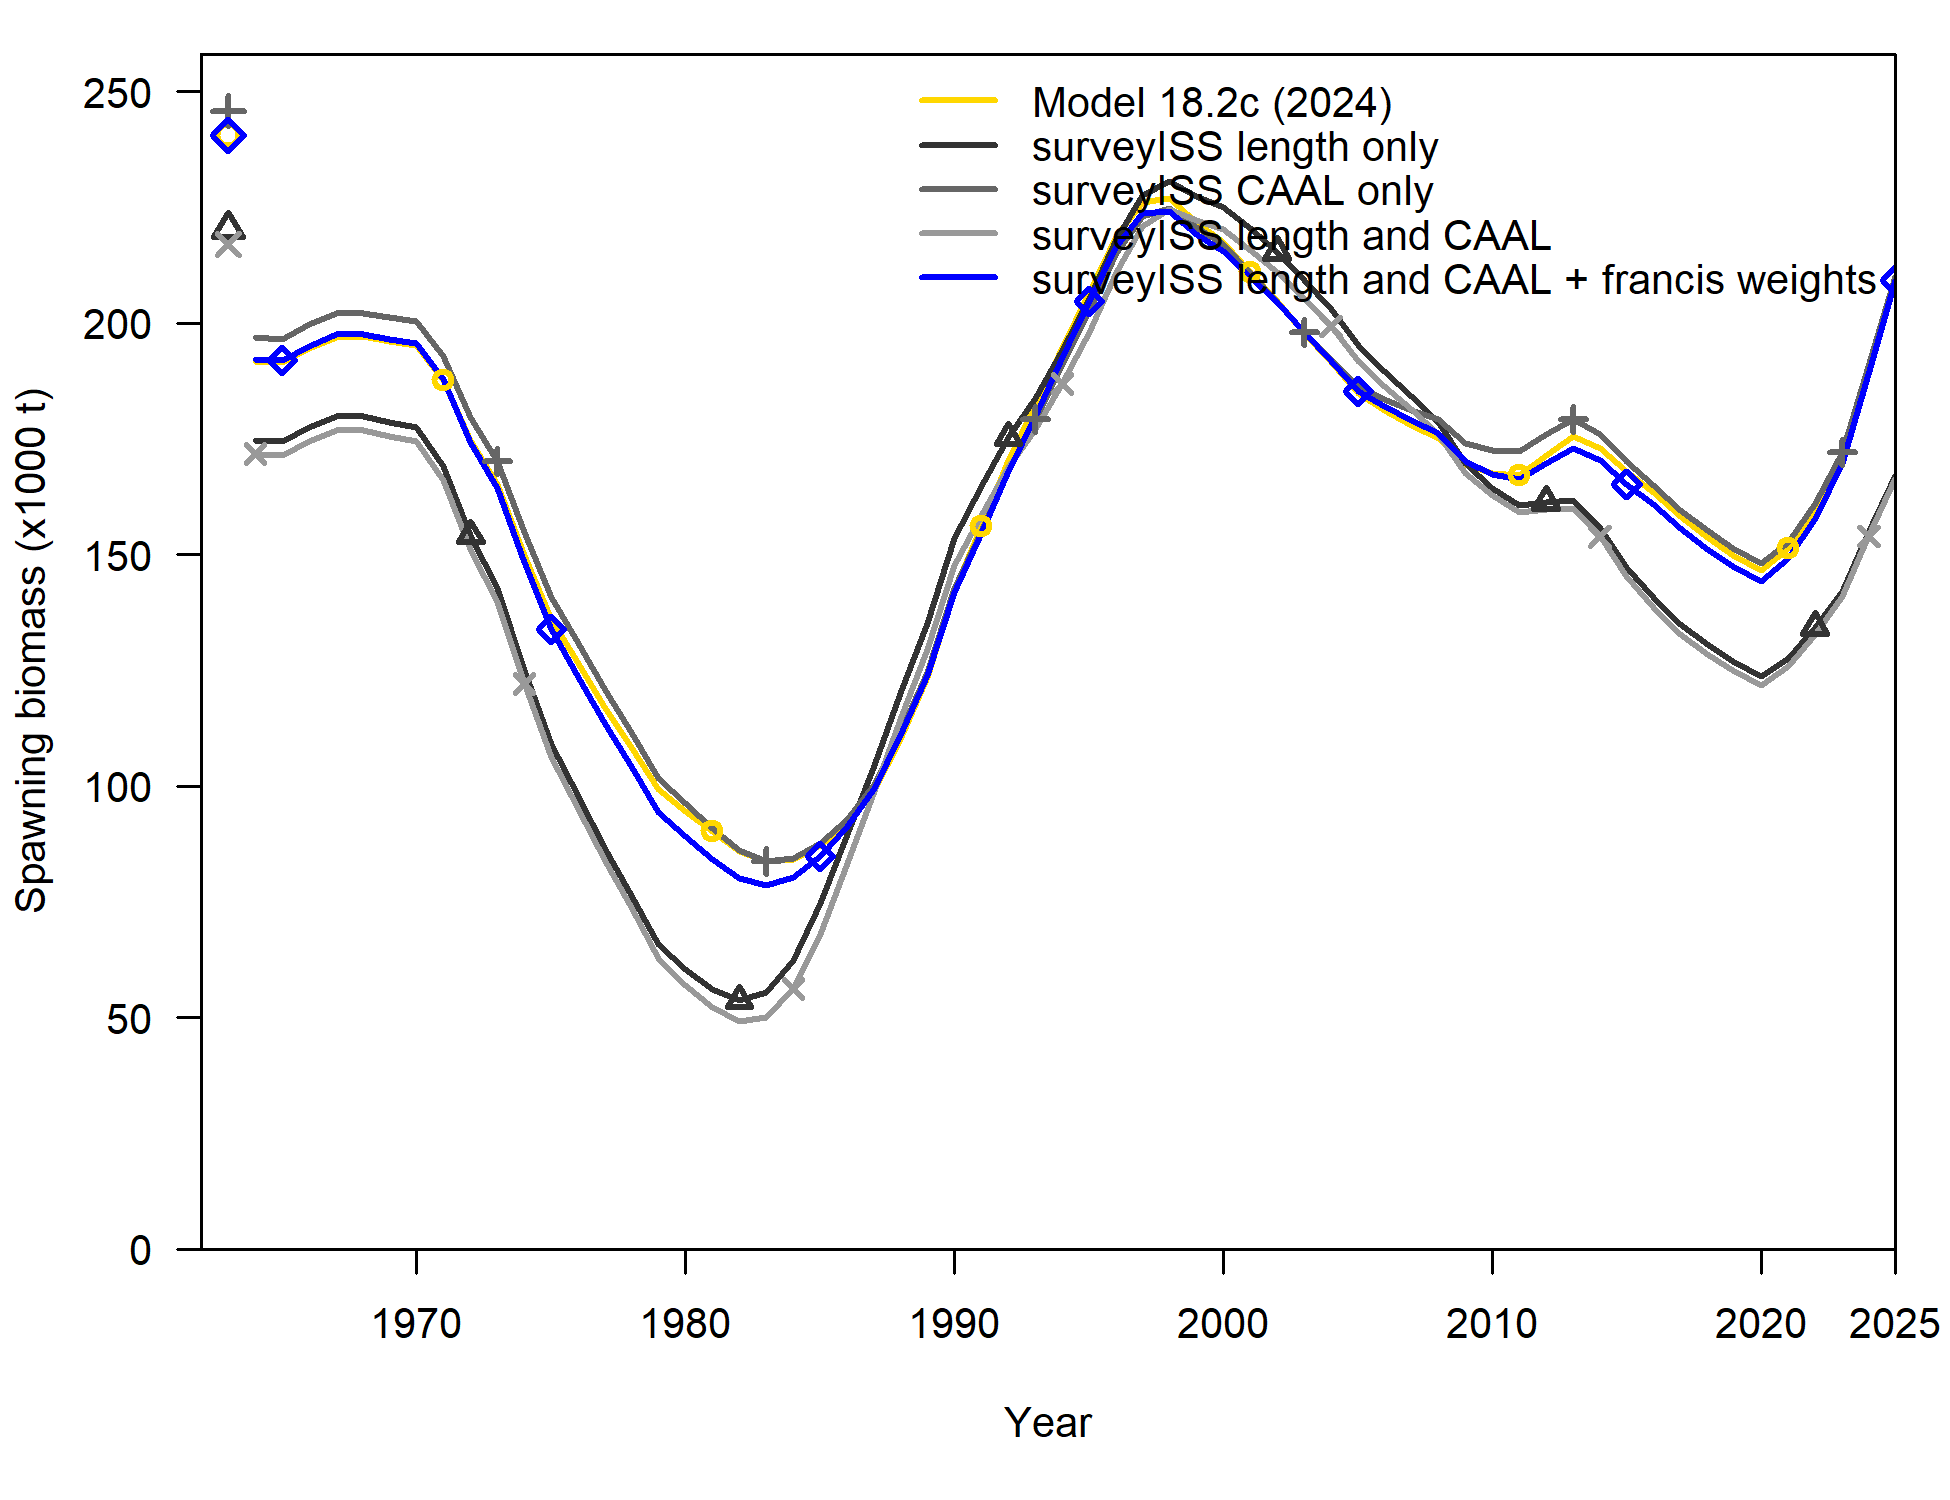 250
200
150
100
50
0
Spawning biomass (x1000 t)
Model 18.2c (2024)
surveyISS length only
surveyISS CAAL only
surveyISS length and CAAL
surveyISS length and CAAL + francis weights
1970 1980 1990 2000 2010 2020 2025
Year